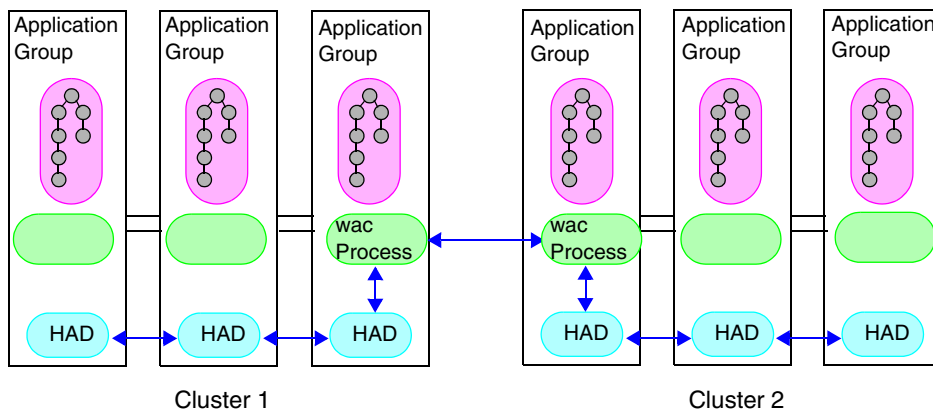 Application
Group
Application
Group
Application
Group
Application
Group
Application
Group
Application
Group
wac
Process
wac
Process
HAD
HAD
HAD
HAD
HAD
HAD
Cluster 1
Cluster 2